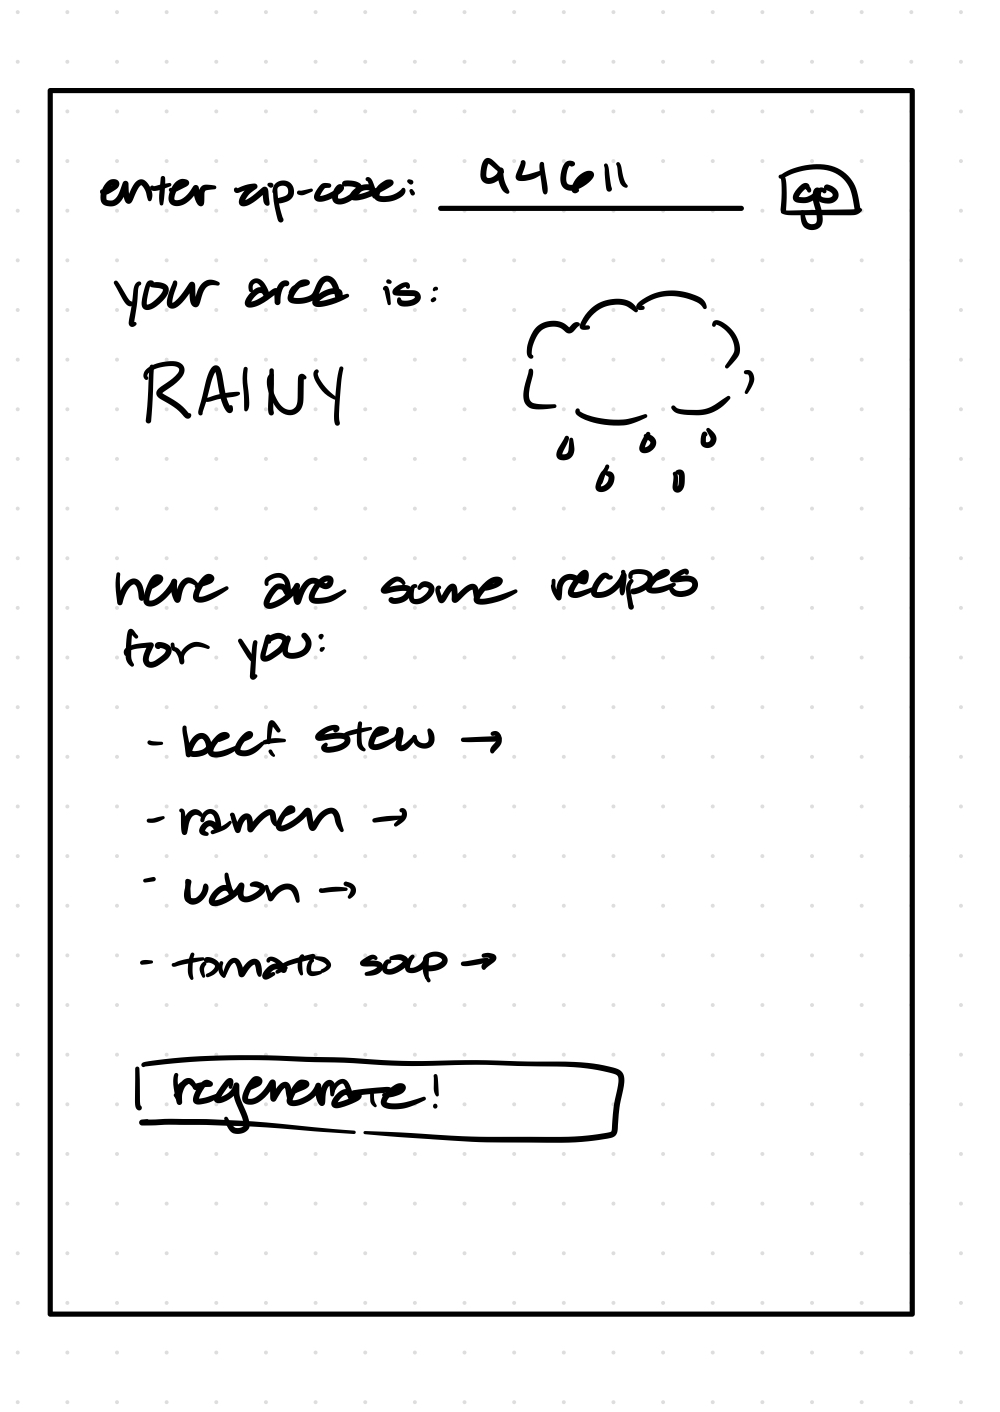 enter zip-code: 94611 go
your area is:
RAINY
here are some recipes
for you:
- beef stew →
- ramen →
- udon →
- tomato soup →
regenerate!